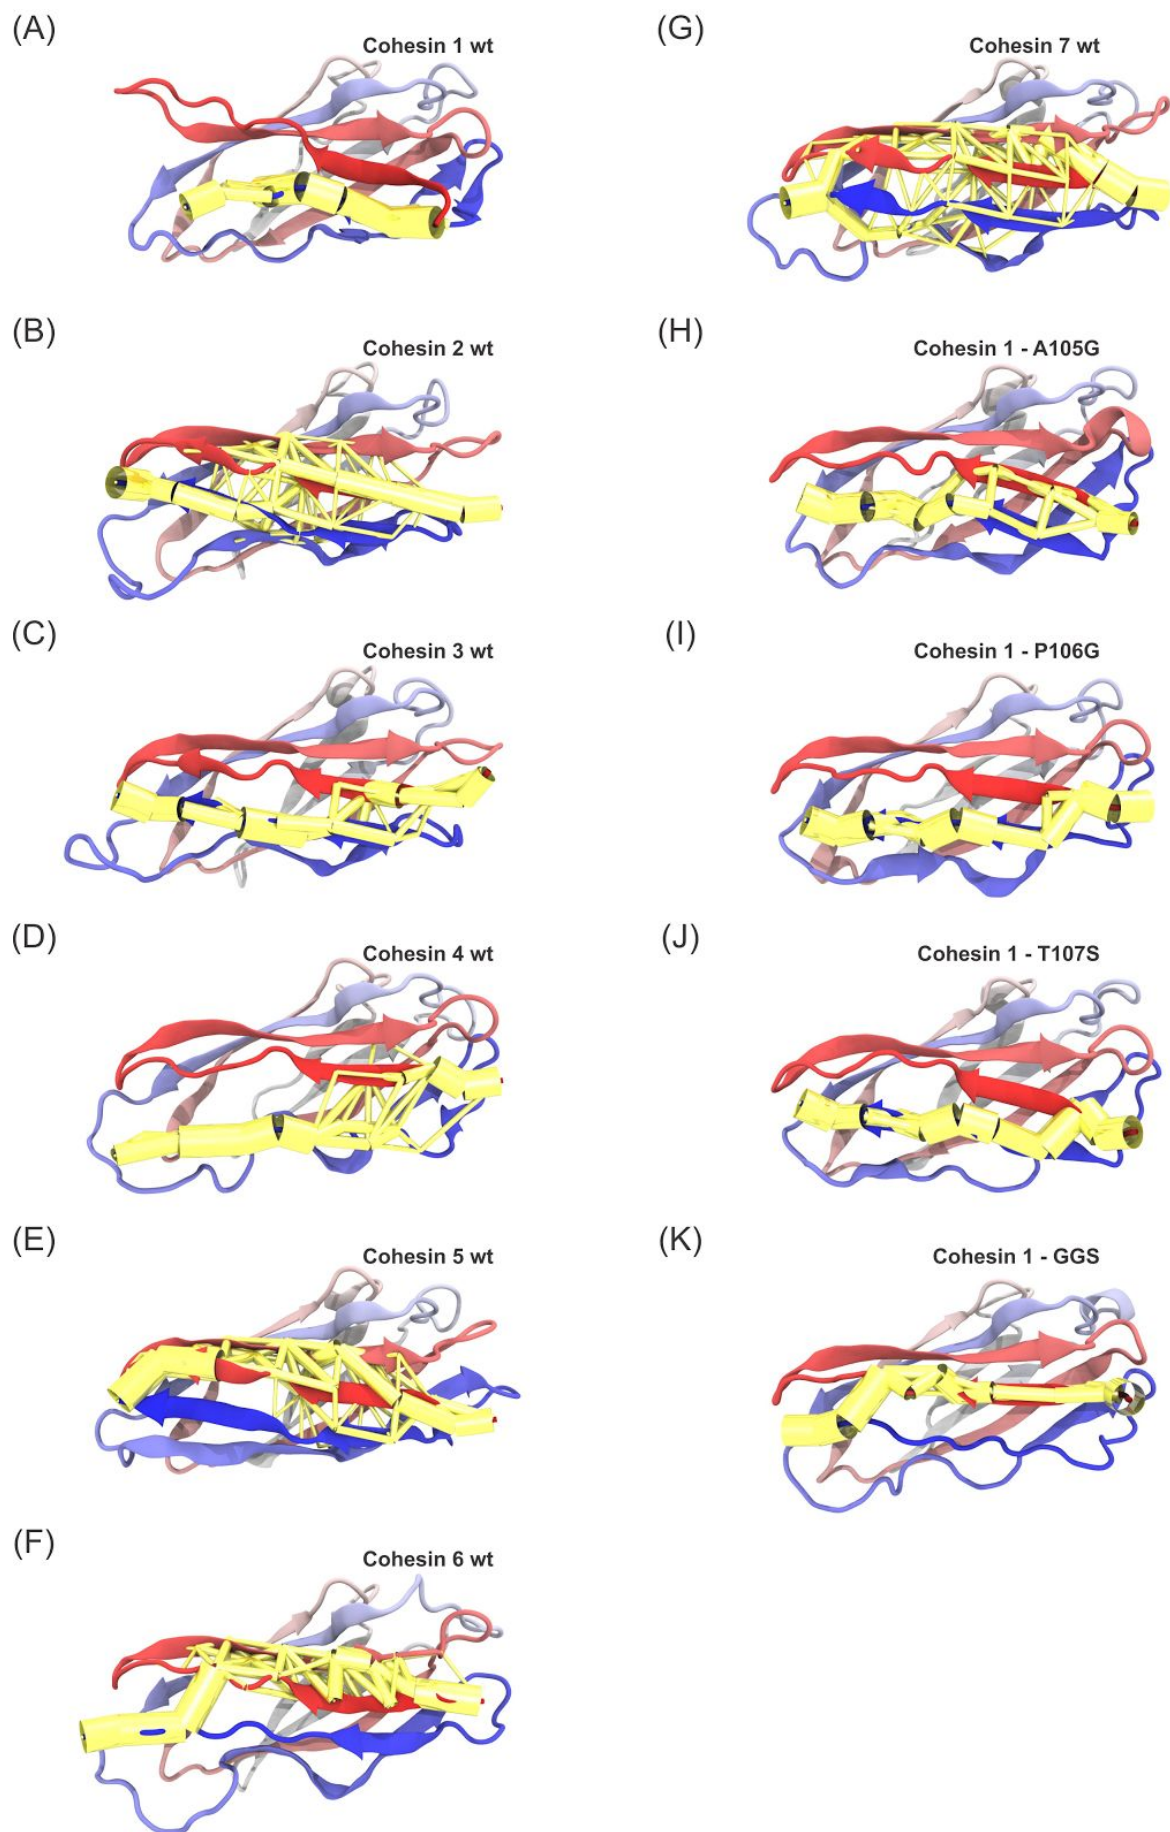 (A)
Cohesin 1 wt
(B)
Cohesin 2 wt
(C)
Cohesin 3 wt
(D)
Cohesin 4 wt
(E)
Cohesin 5 wt
(F)
Cohesin 6 wt
(G)
Cohesin 7 wt
(H)
Cohesin 1 - A105G
(I)
Cohesin 1 - P106G
(J)
Cohesin 1 - T107S
(K)
Cohesin 1 - GGS